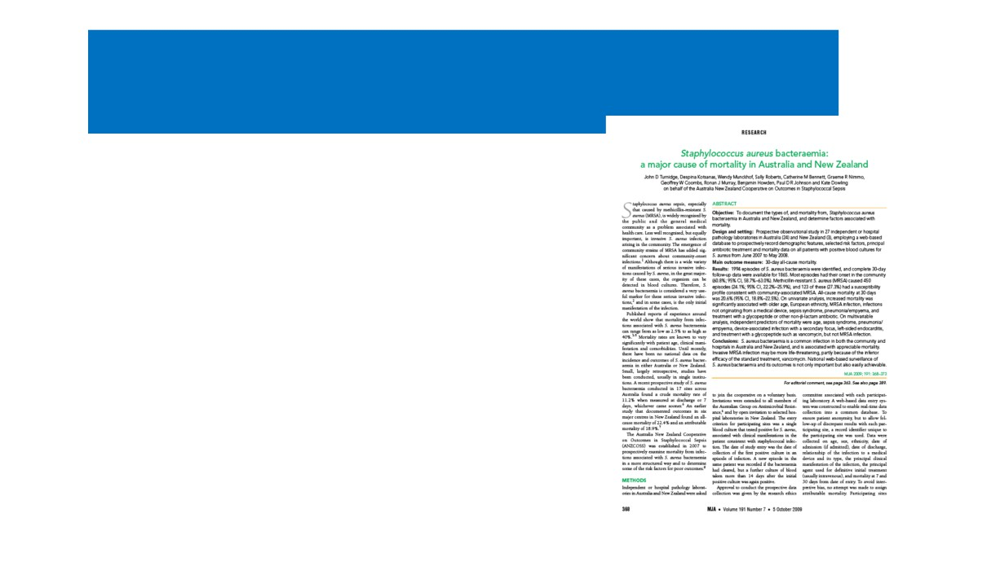 RESEARCH
Staphylococcus aureus bacteraemia:
a major cause of mortality in Australia and New Zealand
John D Turnidge, Despina Kotsanas, Wendy Munckhof, Sally Roberts, Catherine M Bennett, Graeme R Nimmo,
Geoffrey W Coombs, Ronan J Murray, Benjamin Howden, Paul D R Johnson and Kate Dowling
on behalf of the Australia New Zealand Cooperative on Outcomes in Staphylococcal Sepsis
Staphylococcus aureus sepsis, especially
that caused by methicillin-resistant S.
aureus (MRSA), is widely recognised by
the public and the general medical
community as a problem associated with
health care. Less well recognised, but equally
important, is invasive S. aureus infection
arising in the community. The emergence of
community strains of MRSA has added sig-
nificant concern about community-onset
infections.1 Although there is a wide variety
of manifestations of serious invasive infec-
tions caused by S. aureus, in the great major-
ity of these cases, the organism can be
detected in blood cultures. Therefore, S.
aureus bacteraemia is considered a very use-
ful marker for these serious invasive infec-
tions,2 and in some cases, is the only initial
manifestation of the infection.
Published reports of experience around
the world show that mortality from infec-
tions associated with S. aureus bacteraemia
can range from as low as 2.5% to as high as
40%.3-5 Mortality rates are known to vary
significantly with patient age, clinical mani-
festation and comorbidities. Until recently,
there have been no national data on the
incidence and outcomes of S. aureus bacter-
aemia in either Australia or New Zealand.
Small, largely retrospective, studies have
been conducted, usually in single institu-
tions. A recent prospective study of S. aureus
bacteraemia conducted in 17 sites across
Australia found a crude mortality rate of
11.2% when measured at discharge or 7
days, whichever came sooner.6 An earlier
study that documented outcomes in six
major centres in New Zealand found an all-
cause mortality of 22.4% and an attributable
mortality of 18.9%.7
The Australia New Zealand Cooperative
on Outcomes in Staphylococcal Sepsis
(ANZCOSS) was established in 2007 to
prospectively examine mortality from infec-
tions associated with S. aureus bacteraemia
in a more structured way and to determine
some of the risk factors for poor outcomes.8
METHODS
Independent or hospital pathology laborat-
ories in Australia and New Zealand were asked
ABSTRACT
Objective: To document the types of, and mortality from, Staphylococcus aureus
bacteraemia in Australia and New Zealand, and determine factors associated with
mortality.
Design and setting: Prospective observational study in 27 independent or hospital
pathology laboratories in Australia (24) and New Zealand (3), employing a web-based
database to prospectively record demographic features, selected risk factors, principal
antibiotic treatment and mortality data on all patients with positive blood cultures for
S. aureus from June 2007 to May 2008.
Main outcome measure: 30-day all-cause mortality.
Results: 1994 episodes of S. aureus bacteraemia were identified, and complete 30-day
follow-up data were available for 1865. Most episodes had their onset in the community
(60.8%; 95% CI, 58.7%–63.0%). Methicillin-resistant S. aureus (MRSA) caused 450
episodes (24.1%; 95% CI, 22.2%–25.9%), and 123 of these (27.3%) had a susceptibility
profile consistent with community-associated MRSA. All-cause mortality at 30 days
was 20.6% (95% CI, 18.8%–22.5%). On univariate analysis, increased mortality was
significantly associated with older age, European ethnicity, MRSA infection, infections
not originating from a medical device, sepsis syndrome, pneumonia/empyema, and
treatment with a glycopeptide or other non-β-lactam antibiotic. On multivariable
analysis, independent predictors of mortality were age, sepsis syndrome, pneumonia/
empyema, device-associated infection with a secondary focus, left-sided endocarditis,
and treatment with a glycopeptide such as vancomycin, but not MRSA infection.
Conclusions: S. aureus bacteraemia is a common infection in both the community and
hospitals in Australia and New Zealand, and is associated with appreciable mortality.
Invasive MRSA infection may be more life-threatening, partly because of the inferior
efficacy of the standard treatment, vancomycin. National web-based surveillance of
S. aureus bacteraemia and its outcomes is not only important but also easily achievable.
MJA 2009; 191: 368–373
For editorial comment, see page 363. See also page 389.
to join the cooperative on a voluntary basis.
Invitations were extended to all members of
the Australian Group on Antimicrobial Resist-
ance,6 and by open invitation to selected hos-
pital laboratories in New Zealand. The entry
criterion for participating sites was a single
blood culture that tested positive for S. aureus,
associated with clinical manifestations in the
patient consistent with staphylococcal infec-
tion. The date of study entry was the date of
collection of the first positive culture in an
episode of infection. A new episode in the
same patient was recorded if the bacteraemia
had cleared, but a further culture of blood
taken more than 14 days after the initial
positive culture was again positive.
Approval to conduct the prospective data
collection was given by the research ethics
committee associated with each participat-
ing laboratory. A web-based data entry sys-
tem was constructed to enable real-time data
collection into a common database. To
ensure patient anonymity, but to allow fol-
low-up of discrepant results with each par-
ticipating site, a record identifier unique to
the participating site was used. Data were
collected on age, sex, ethnicity, date of
admission (if admitted), date of discharge,
relationship of the infection to a medical
device and its type, the principal clinical
manifestation of the infection, the principal
agent used for definitive initial treatment
(usually intravenous), and mortality at 7 and
30 days from date of entry. To avoid inter-
pretive bias, no attempt was made to assign
attributable mortality. Participating sites
368
MJA • Volume 191 Number 7 • 5 October 2009